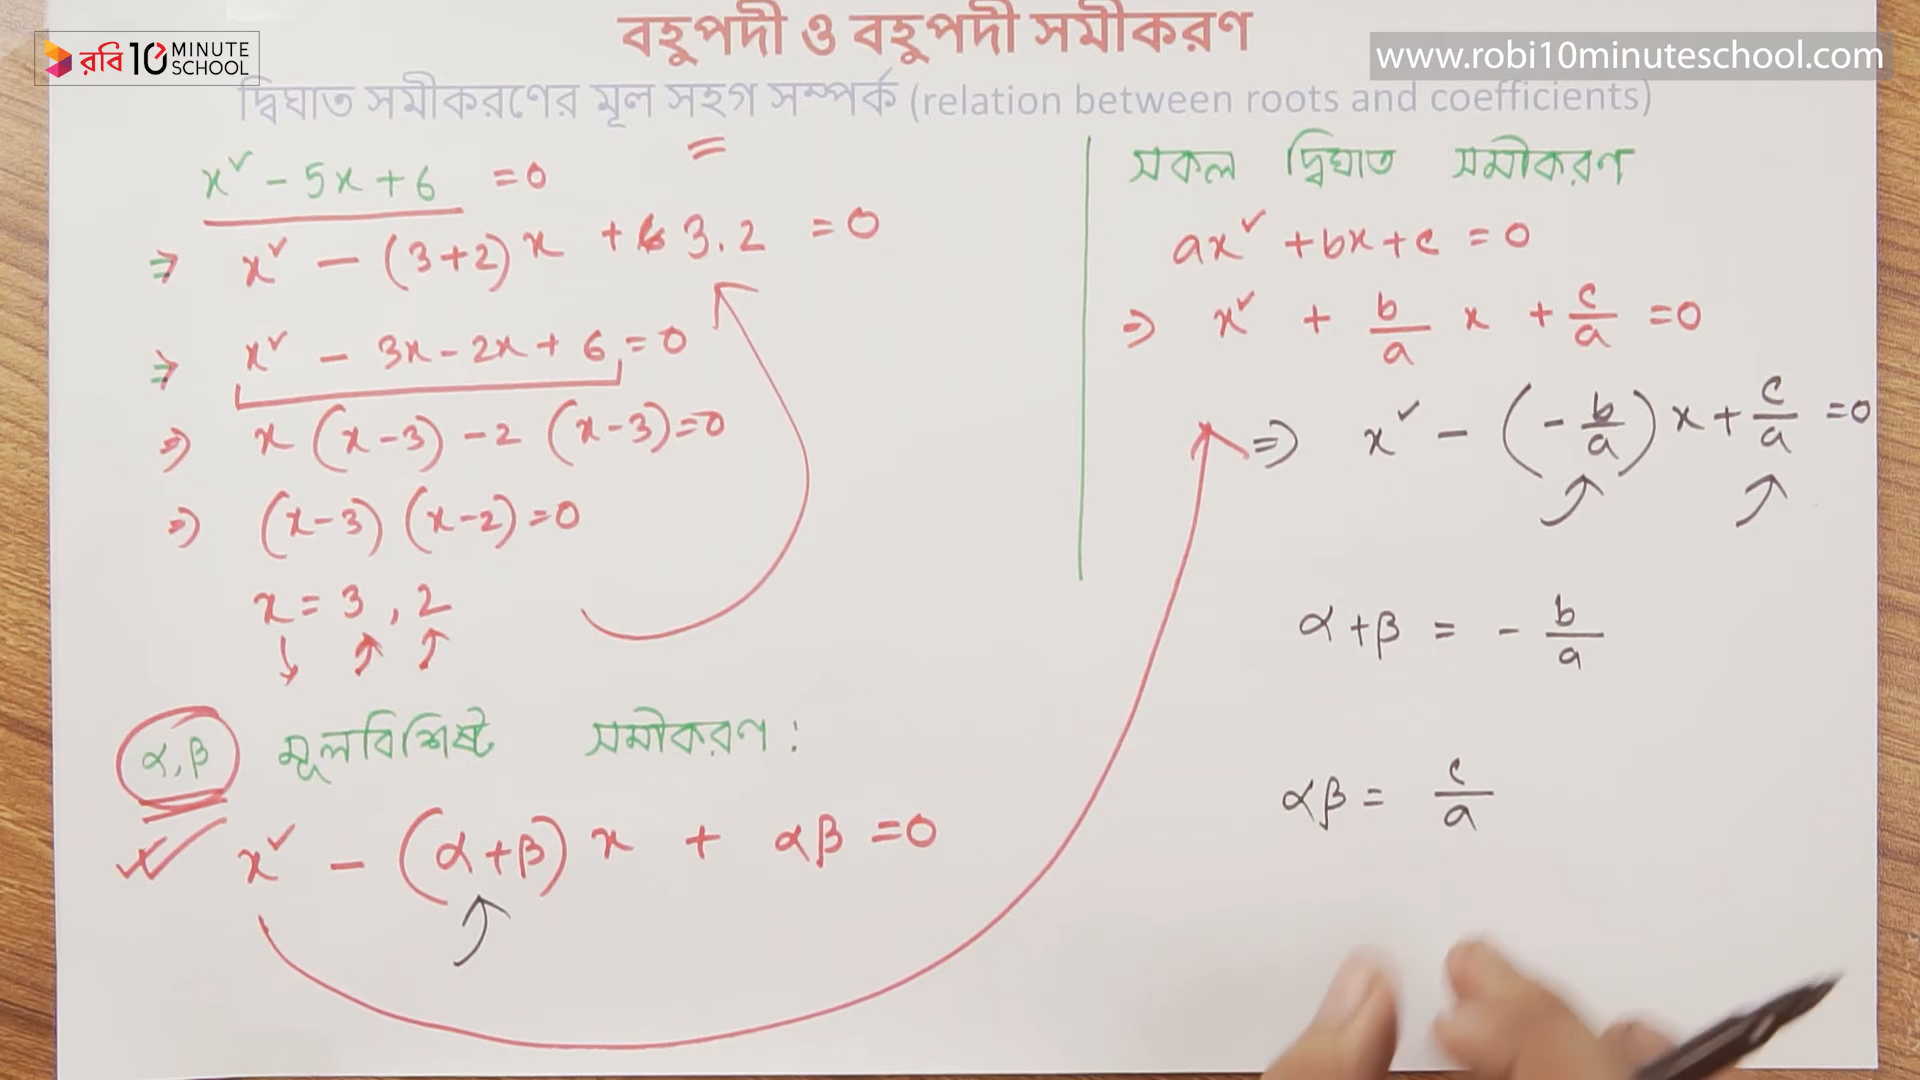 রবি 10 MINUTE SCHOOL
www.robi10minuteschool.com
বহুপদী ও বহুপদী সমীকরণ
দ্বিঘাত সমীকরণের মূল সহগ সম্পর্ক (relation between roots and coefficients)
x² - 5x + 6 = 0
=
⇒ x² - (3+2)x + 3.2 = 0
⇒ x² - 3x - 2x + 6 = 0
⇒ x (x-3) - 2 (x-3) = 0
⇒ (x-3) (x-2) = 0
x = 3, 2
α, β মূলবিশিষ্ট সমীকরণ :
x² - (α+β) x + αβ = 0
সকল দ্বিঘাত সমীকরণ
ax² + bx + c = 0
⇒ x² + b/a x + c/a = 0
⇒ x² - (-b/a) x + c/a = 0
α+β = - b/a
αβ = c/a